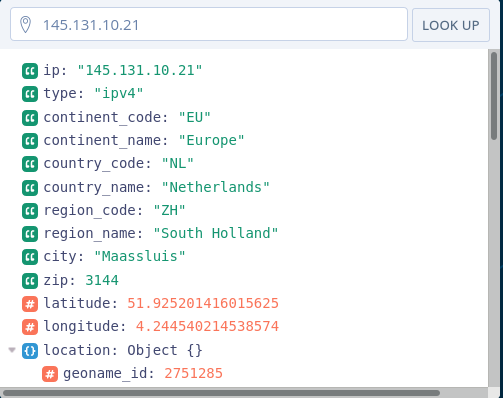 145.131.10.21
LOOK UP
ip: "145.131.10.21"
type: "ipv4"
continent_code: "EU"
continent_name: "Europe"
country_code: "NL"
country_name: "Netherlands"
region_code: "ZH"
region_name: "South Holland"
city: "Maassluis"
zip: 3144
# latitude: 51.925201416015625
# longitude: 4.244540214538574
{} location: Object {}
# geoname_id: 2751285